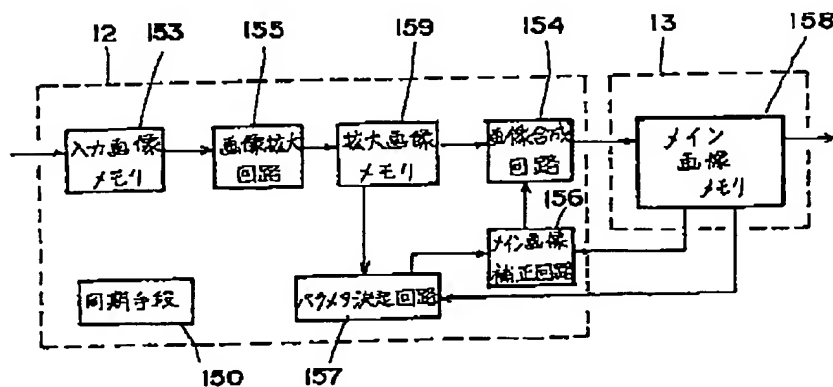 12
153
155
159
154
13
158
入力画像
メモリ
画像拡大
回路
拡大画像
メモリ
画像合成
回路
メイン
画像
メモリ
156
メイン画像
補正回路
同期手段
パラメタ決定回路
150
157